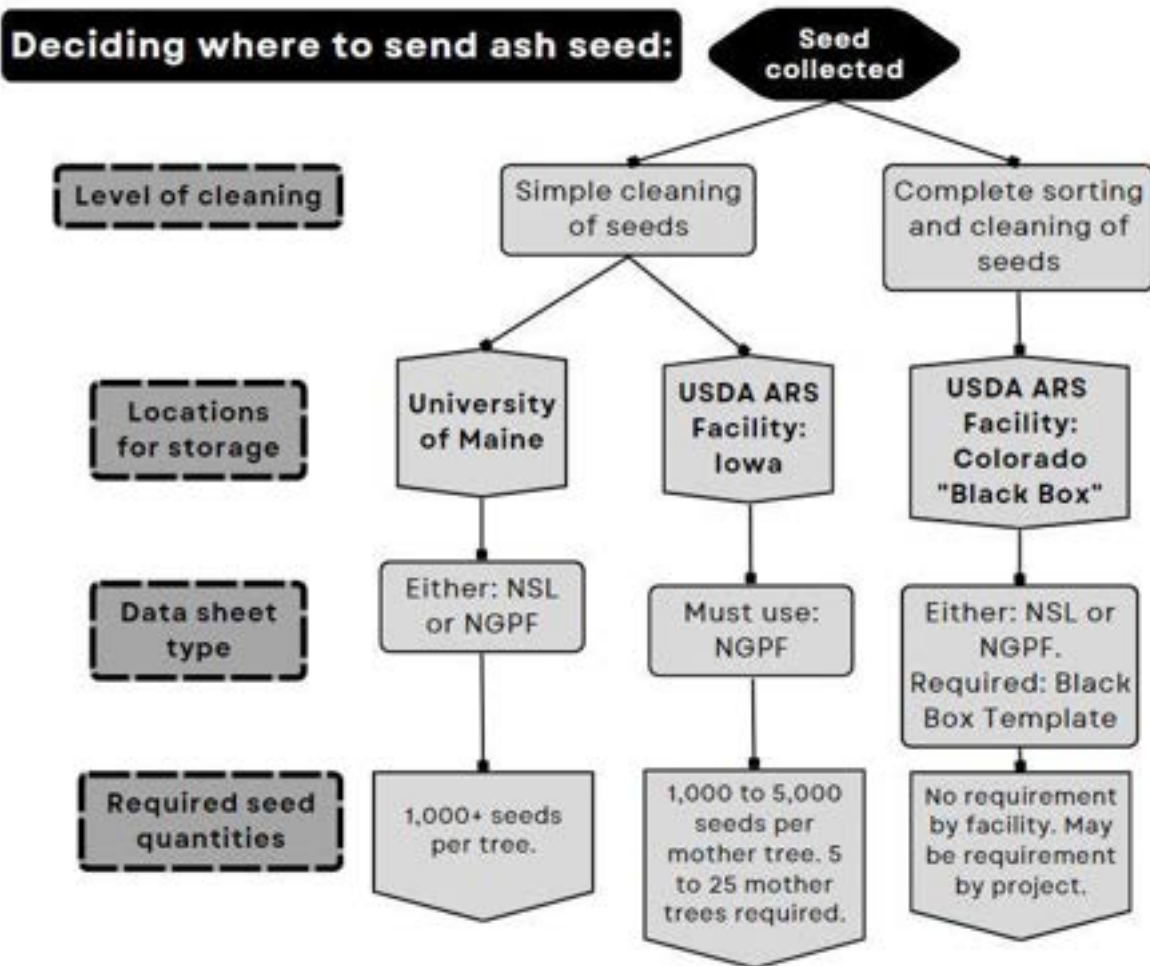 Deciding where to send ash seed:
Seed
collected
Level of cleaning
Simple cleaning
of seeds
Complete sorting
and cleaning of
seeds
Locations
for storage
University
of Maine
USDA ARS
Facility:
Iowa
USDA ARS
Facility:
Colorado
"Black Box"
Data sheet
type
Either: NSL
or NGPF
Must use:
NGPF
Either: NSL or
NGPF.
Required: Black
Box Template
Required seed
quantities
1,000+ seeds
per tree.
1,000 to 5,000
seeds per
mother tree. 5
to 25 mother
trees required.
No requirement
by facility. May
be requirement
by project.